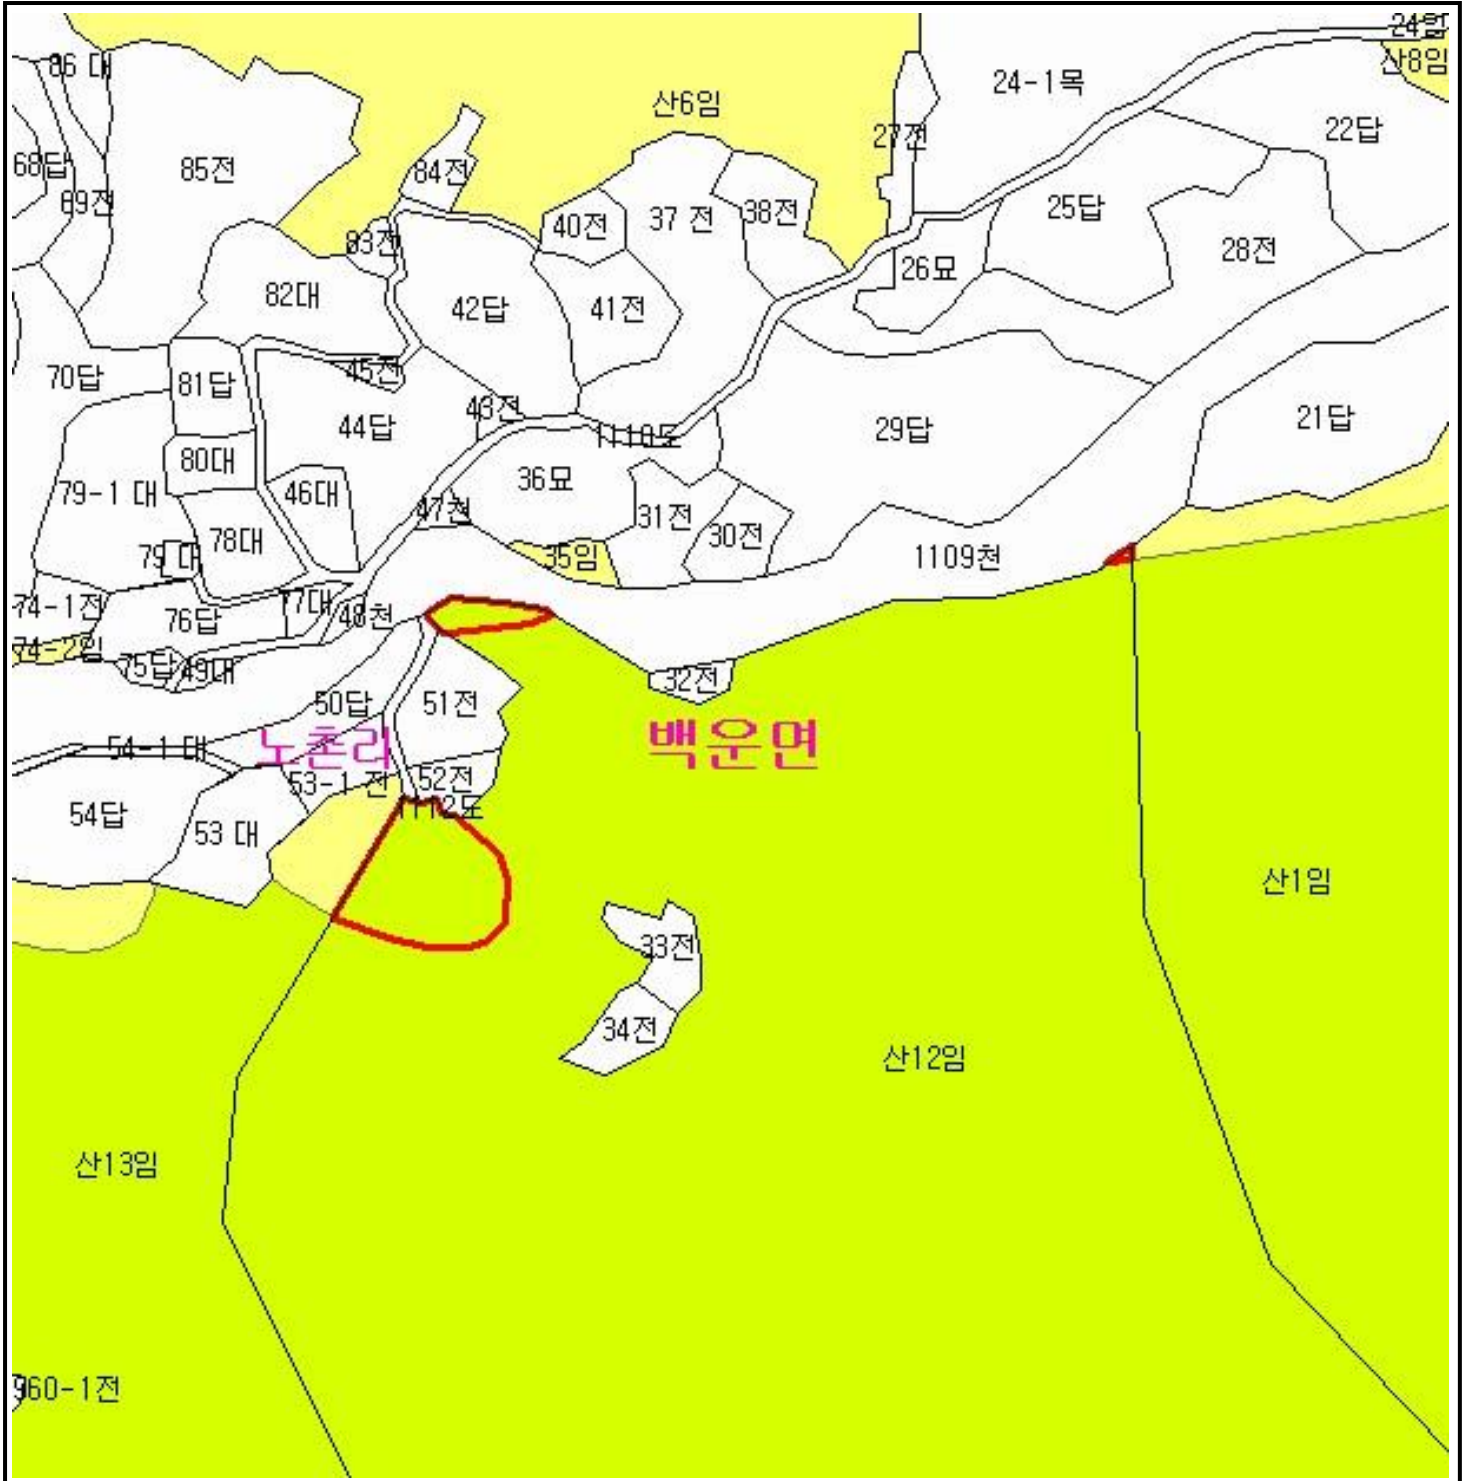 24임
86 대
산8임
24-1목
산6임
27전
22답
68답
85전
84전
89전
40전
37 전
38전
25답
83전
28전
26묘
82대
42답
41전
70답
81답
45전
43전
44답
1110도
29답
21답
80대
79-1 대
46대
36묘
47천
31전
30전
78대
79 대
35임
1109천
74-1전
76답
77대
48천
74-2임
75답
49대
32전
50답
51전
노촌리
백운면
54-1 대
53-1 전
52전
54답
53 대
1112도
산1임
33전
34전
산12임
산13임
960-1전